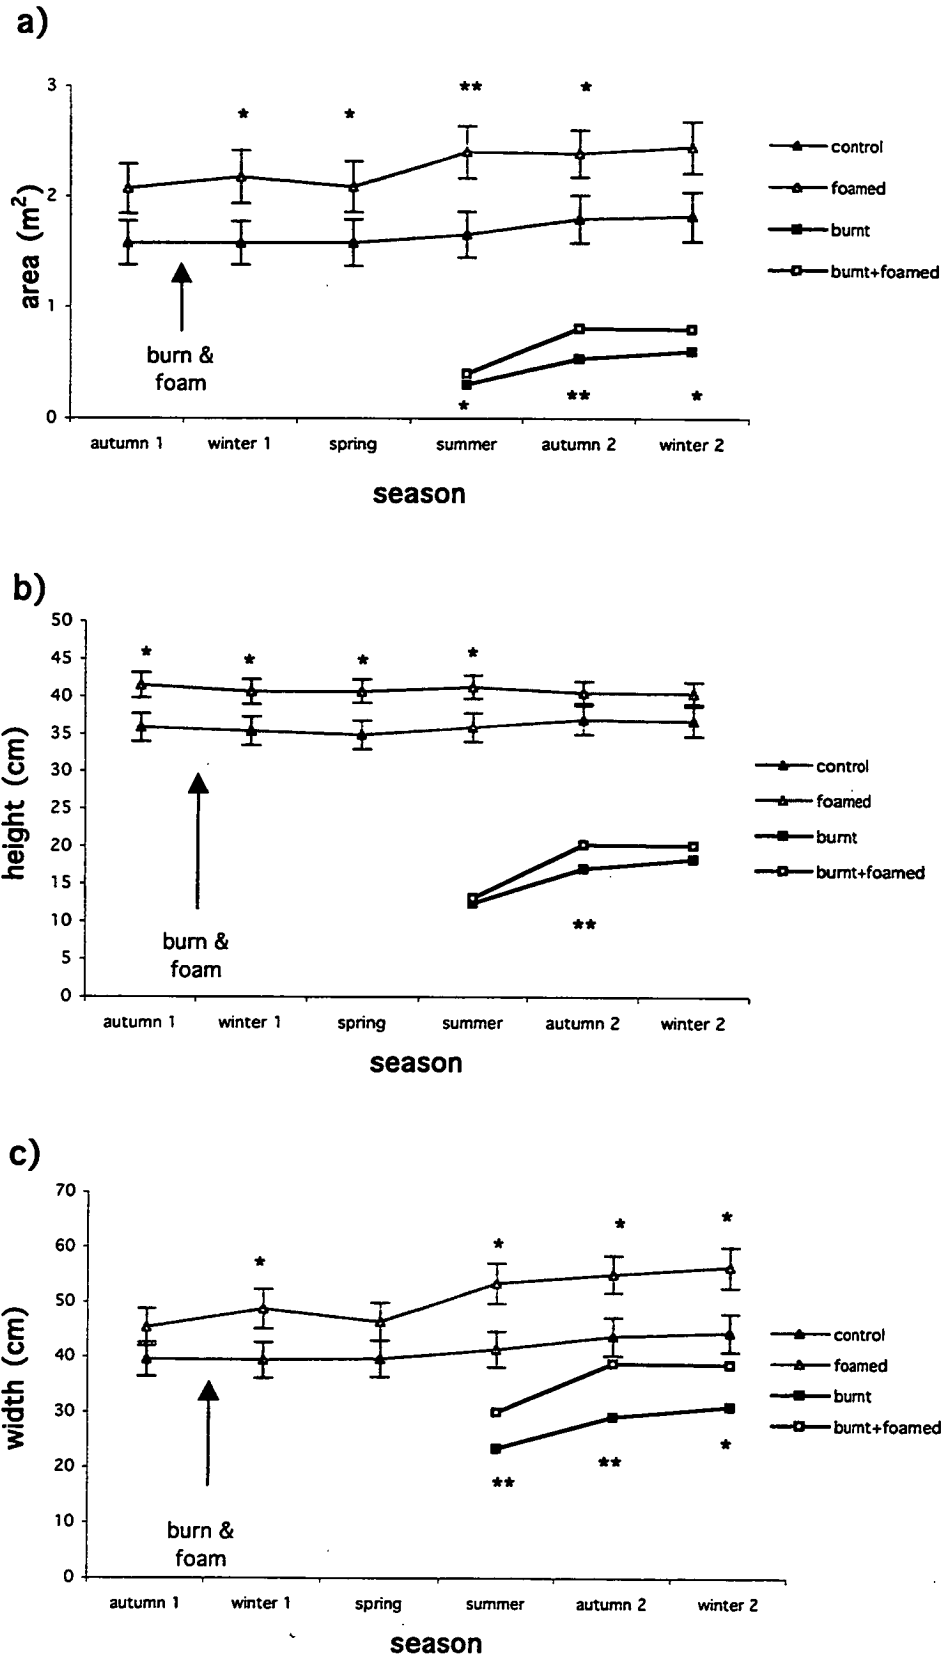 a)
3
**
*
*
*
control
foamed
2
area (m²)
burnt
burnt+foamed
1
burn &
foam
*
**
*
0
autumn 1 winter 1 spring summer autumn 2 winter 2
season
b)
50
*
*
*
*
45
40
35
30
control
height (cm)
foamed
25
burnt
20
burnt+foamed
15
10
**
burn &
foam
5
0
autumn 1 winter 1 spring summer autumn 2 winter 2
season
c)
70
*
*
60
*
*
50
control
40
foamed
width (cm)
burnt
30
burnt+foamed
*
20
**
**
10
burn &
foam
0
autumn 1 winter 1 spring summer autumn 2 winter 2
season